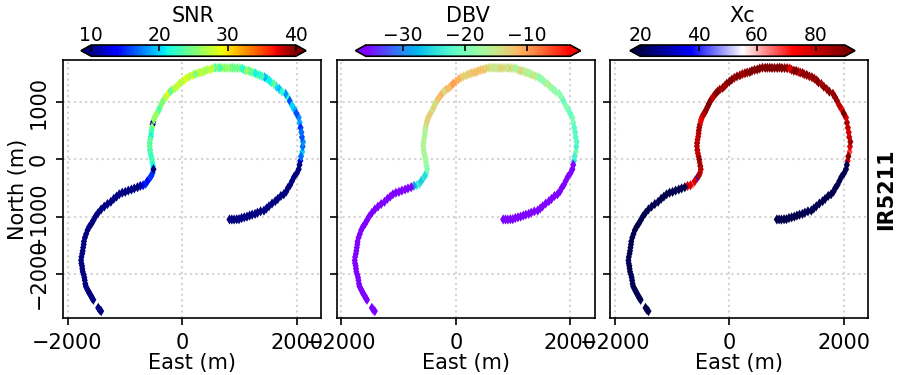 SNR
DBV
Xc
10 20 30 40
−30 −20 −10
20 40 60 80
North (m)
1000
0
−1000
−2000
IR5211
−2000 0 2000
−2000 0 2000
−2000 0 2000
East (m)
East (m)
East (m)